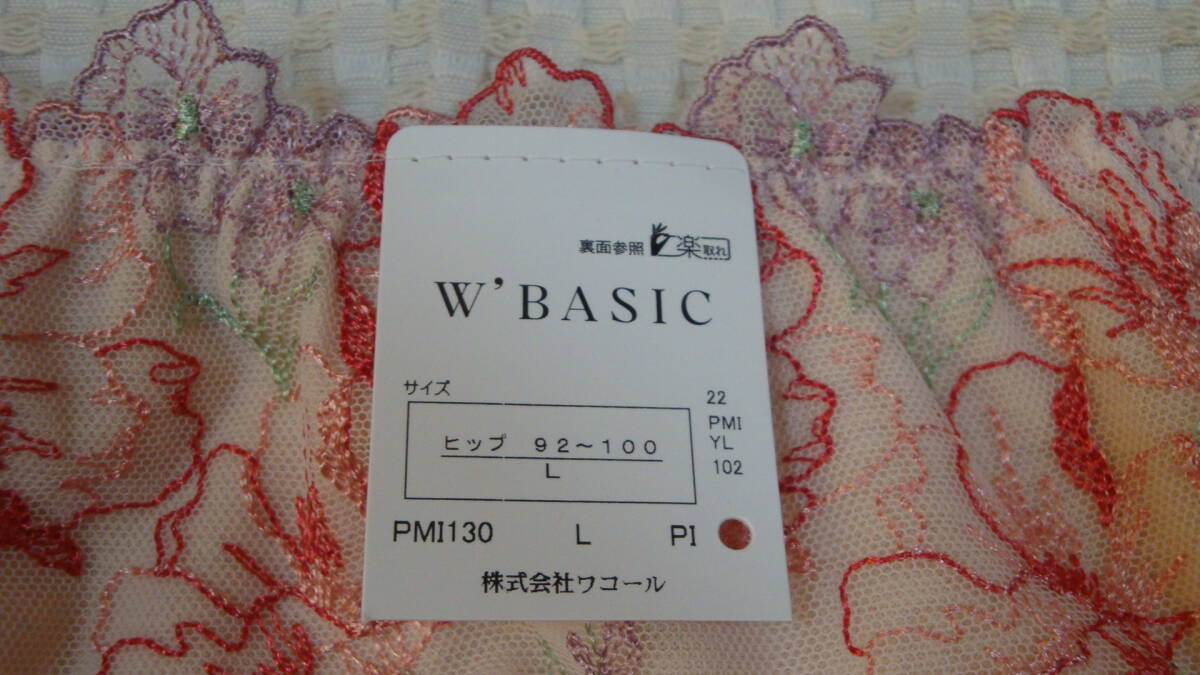 裏面参照 楽取れ
W'BASIC
サイズ
ヒップ 92~100
L
22
PMI
YL
102
PMI130 L PI
株式会社ワコール